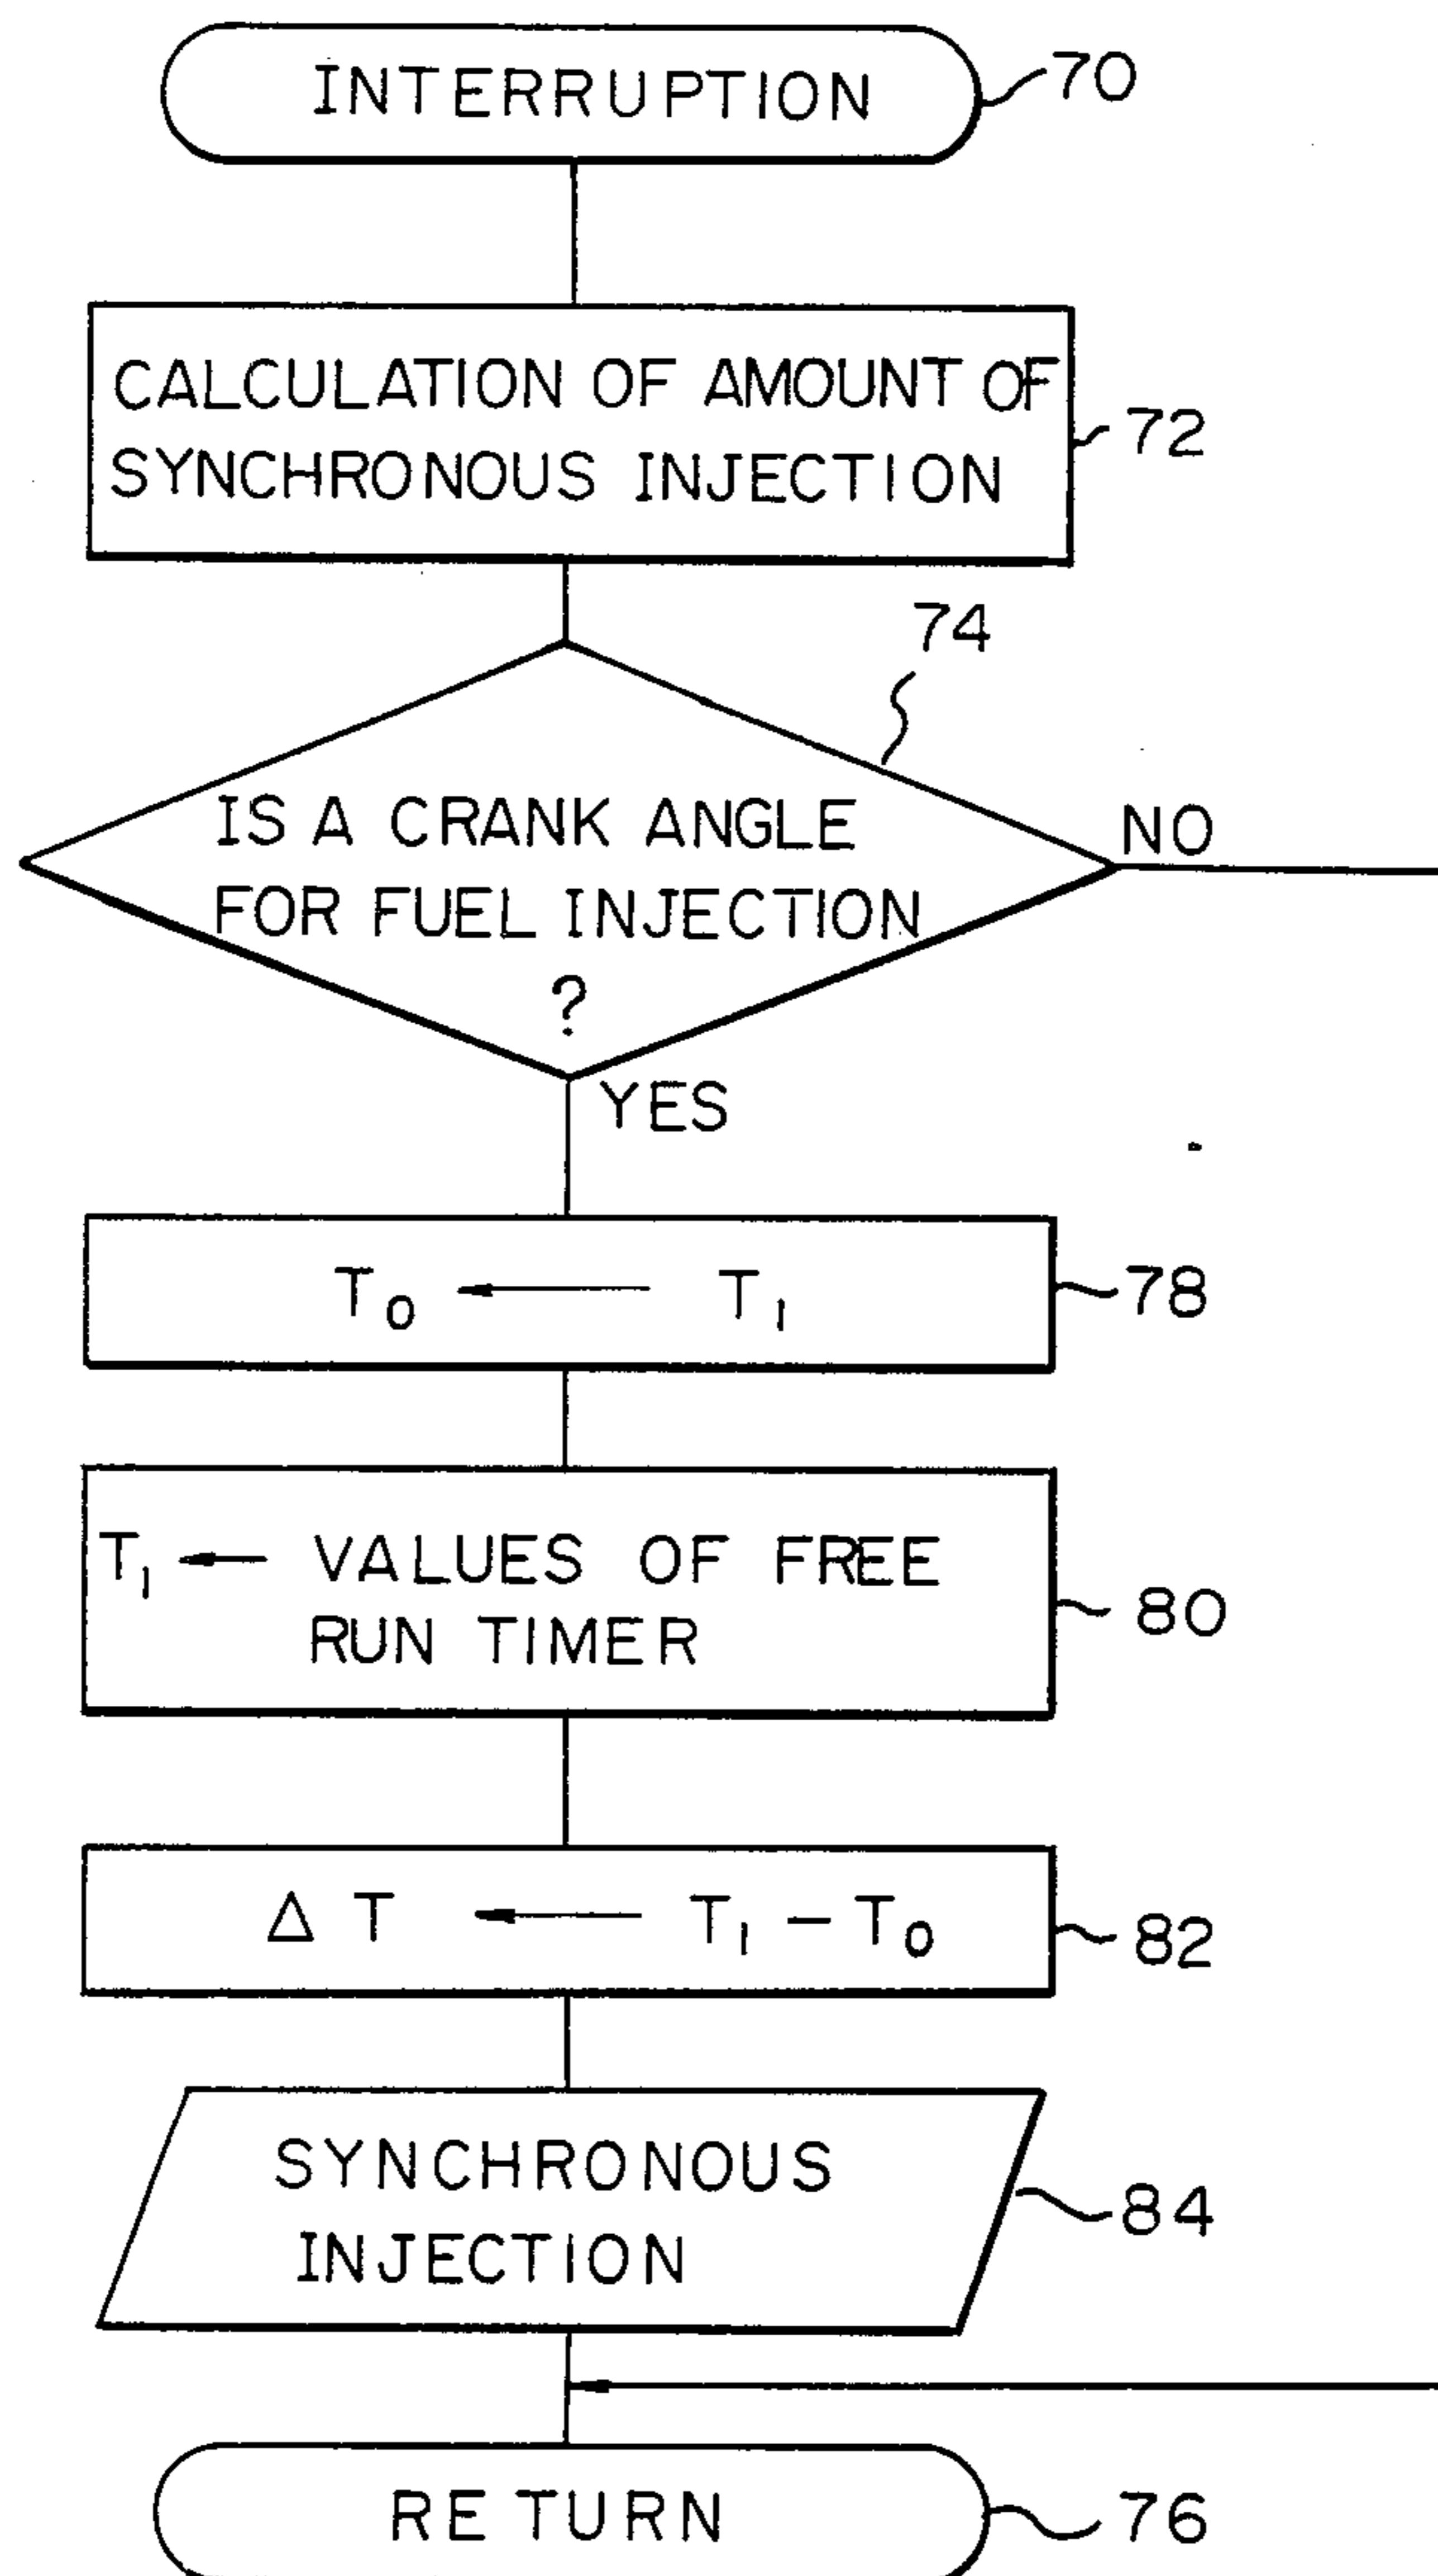 INTERRUPTION
70
CALCULATION OF AMOUNT OF
SYNCHRONOUS INJECTION
72
74
IS A CRANK ANGLE
FOR FUEL INJECTION
?
NO
YES
T₀ ← T₁
78
T₁ ← VALUES OF FREE
RUN TIMER
80
Δ T ← T₁ − T₀
82
SYNCHRONOUS
INJECTION
84
RETURN
76